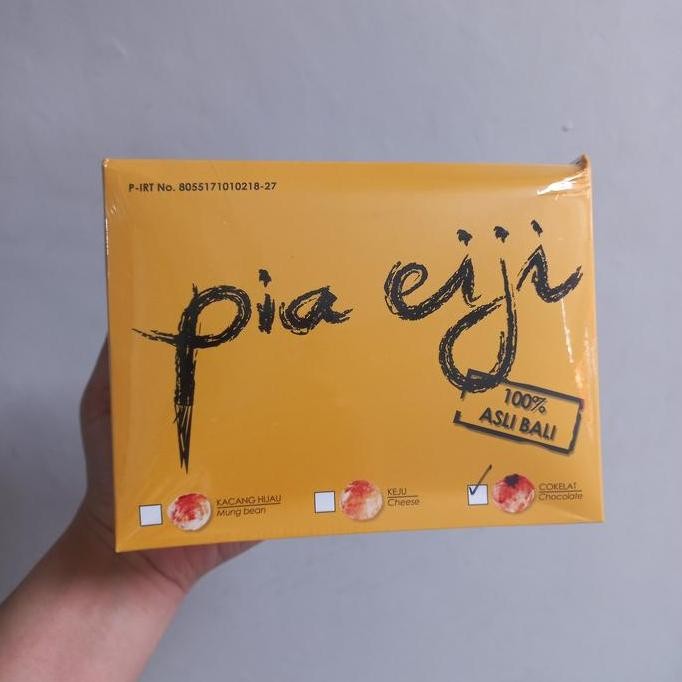 P-IRT No. 8055171010218-27
pia eiji
100%
ASLI BALI
KACANG HIJAU
Mung bean
KEJU
Cheese
COKELAT
Chocolate